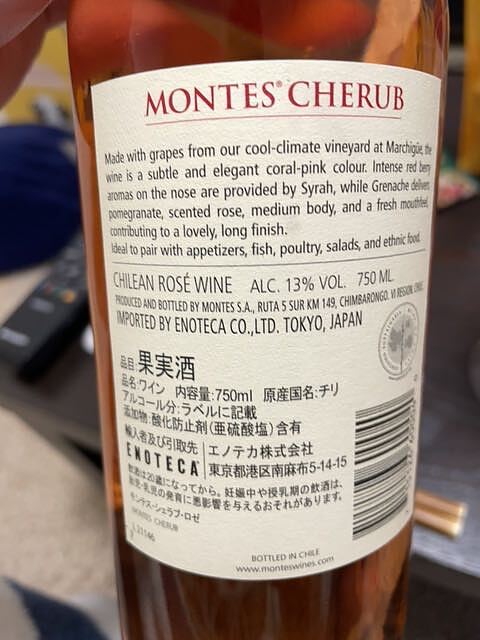 MONTES® CHERUB
Made with grapes from our cool-climate vineyard at Marchigüe, the
wine is a subtle and elegant coral-pink colour. Intense red berry
aromas on the nose are provided by Syrah, while Grenache delivers
pomegranate, scented rose, medium body, and a fresh mouthfeel,
contributing to a lovely, long finish.
Ideal to pair with appetizers, fish, poultry, salads, and ethnic food.
CHILEAN ROSÉ WINE ALC. 13% VOL. 750 ML.
PRODUCED AND BOTTLED BY MONTES S.A., RUTA 5 SUR KM 149, CHIMBARONGO. VI REGION, CHILE.
IMPORTED BY ENOTECA CO.,LTD. TOKYO, JAPAN
品目:果実酒
品名:ワイン 内容量:750ml 原産国名:チリ
アルコール分:ラベルに記載
添加物:酸化防止剤(亜硫酸塩)含有
輸入者及び引取先 エノテカ株式会社
ENOTECA 東京都港区南麻布5-14-15
飲酒は20歳になってから。妊娠中や授乳期の飲酒は、
胎児・乳児の発育に悪影響を与えるおそれがあります。
モンテス・シェラブ・ロゼ
MONTES CHERUB
L 21146
BOTTLED IN CHILE
www.monteswines.com